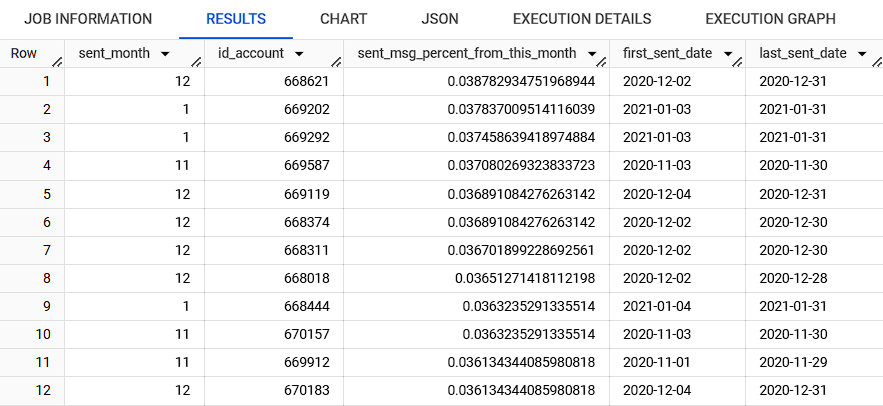 JOB INFORMATION RESULTS CHART JSON EXECUTION DETAILS EXECUTION GRAPH
Row sent_month id_account sent_msg_percent_from_this_month first_sent_date last_sent_date
1 12 668621 0.038782934751968944 2020-12-02 2020-12-31
2 1 669202 0.037837009514116039 2021-01-03 2021-01-31
3 1 669292 0.037458639418974884 2021-01-03 2021-01-31
4 11 669587 0.037080269323833723 2020-11-03 2020-11-30
5 12 669119 0.036891084276263142 2020-12-04 2020-12-31
6 12 668374 0.036891084276263142 2020-12-02 2020-12-30
7 12 668311 0.036701899228692561 2020-12-02 2020-12-30
8 12 668018 0.03651271418112198 2020-12-02 2020-12-28
9 1 668444 0.0363235291335514 2021-01-04 2021-01-31
10 11 670157 0.0363235291335514 2020-11-03 2020-11-30
11 11 669912 0.036134344085980818 2020-11-01 2020-11-29
12 12 670183 0.036134344085980818 2020-12-04 2020-12-31